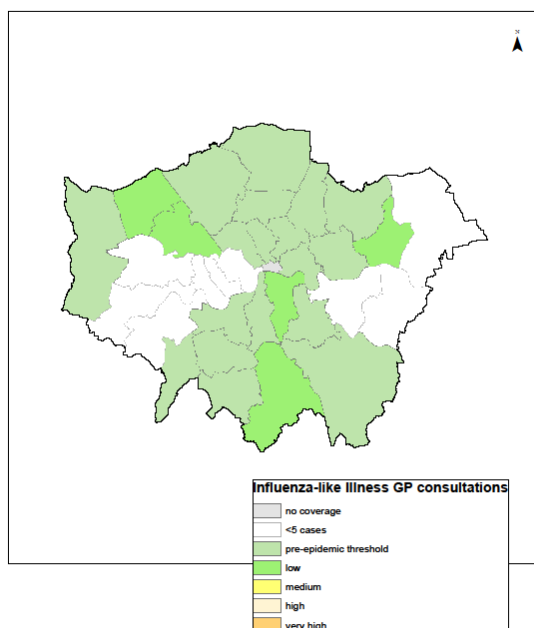 N
Influenza-like Illness GP consultations
no coverage
<5 cases
pre-epidemic threshold
low
medium
high
very high